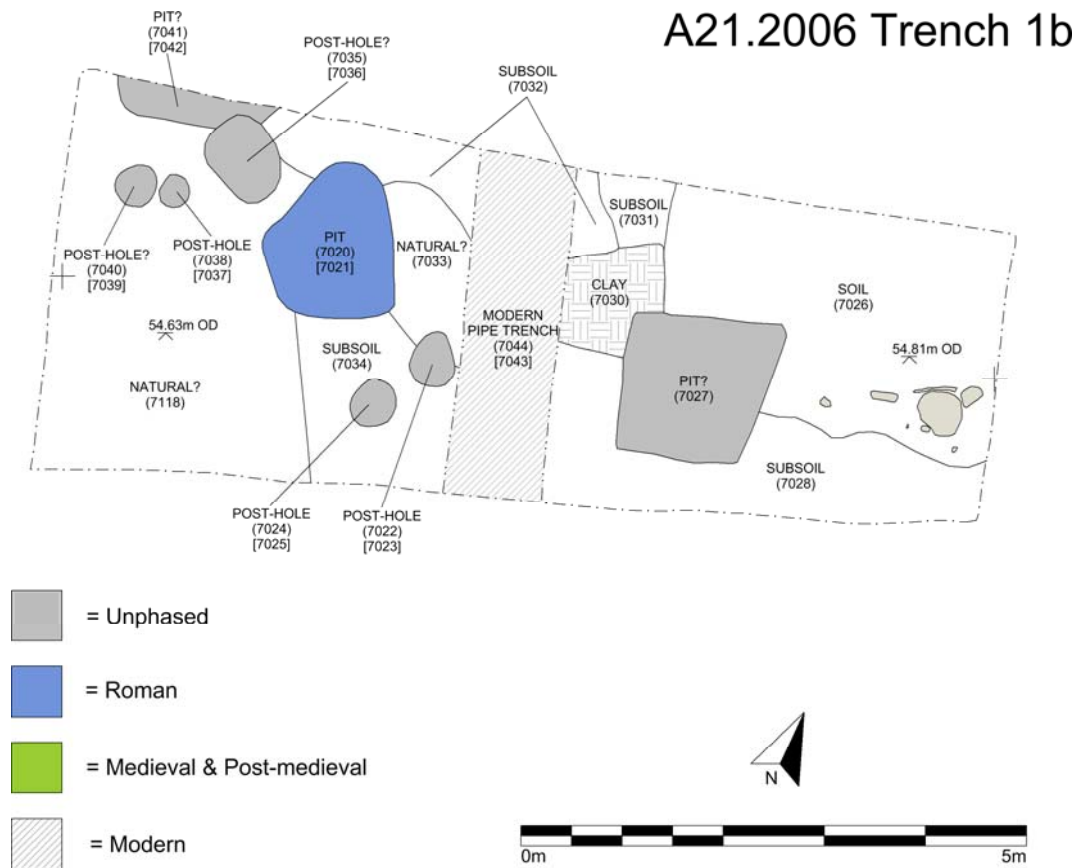 A21.2006 Trench 1b
PIT?
(7041)
[7042]
POST-HOLE?
(7035)
[7036]
SUBSOIL
(7032)
POST-HOLE?
(7040)
[7039]
POST-HOLE
(7038)
[7037]
PIT
(7020)
[7021]
NATURAL?
(7033)
SUBSOIL
(7031)
CLAY
(7030)
SOIL
(7026)
MODERN
PIPE TRENCH
(7044)
[7043]
54.63m OD
SUBSOIL
(7034)
54.81m OD
NATURAL?
(7118)
PIT?
(7027)
SUBSOIL
(7028)
POST-HOLE
(7024)
[7025]
POST-HOLE
(7022)
[7023]
= Unphased
= Roman
= Medieval & Post-medieval
= Modern
N
0m
5m